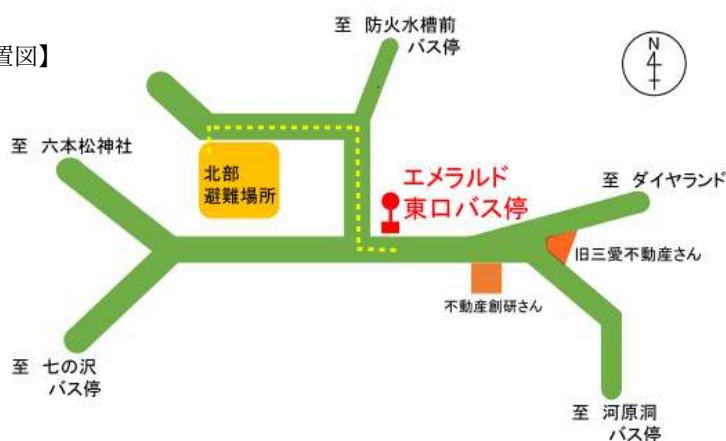 置図】
至 防火水槽前
バス停
N
至 六本松神社
北部
避難場所
エメラルド
東口バス停
至 ダイヤランド
旧三愛不動産さん
不動産創研さん
至 七の沢
バス停
至 河原洞
バス停